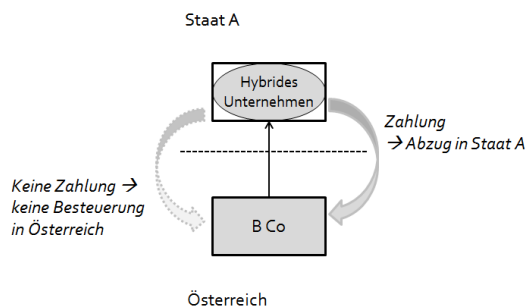 Staat A
Hybrides
Unternehmen
Zahlung
→ Abzug in Staat A
Keine Zahlung →
keine Besteuerung
in Österreich
B Co
Österreich